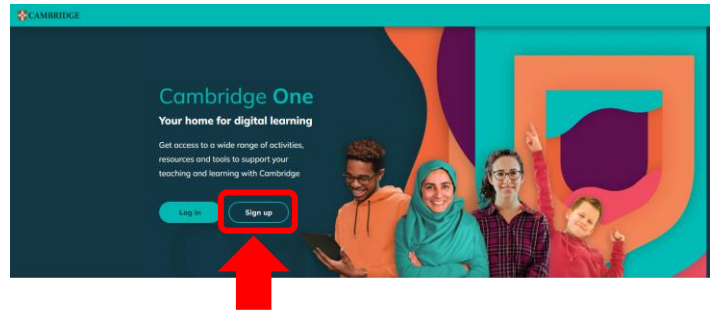 CAMBRIDGE
Cambridge One
Your home for digital learning
Get access to a wide range of activities,
resources and tools to support your
teaching and learning with Cambridge
Log in
Sign up